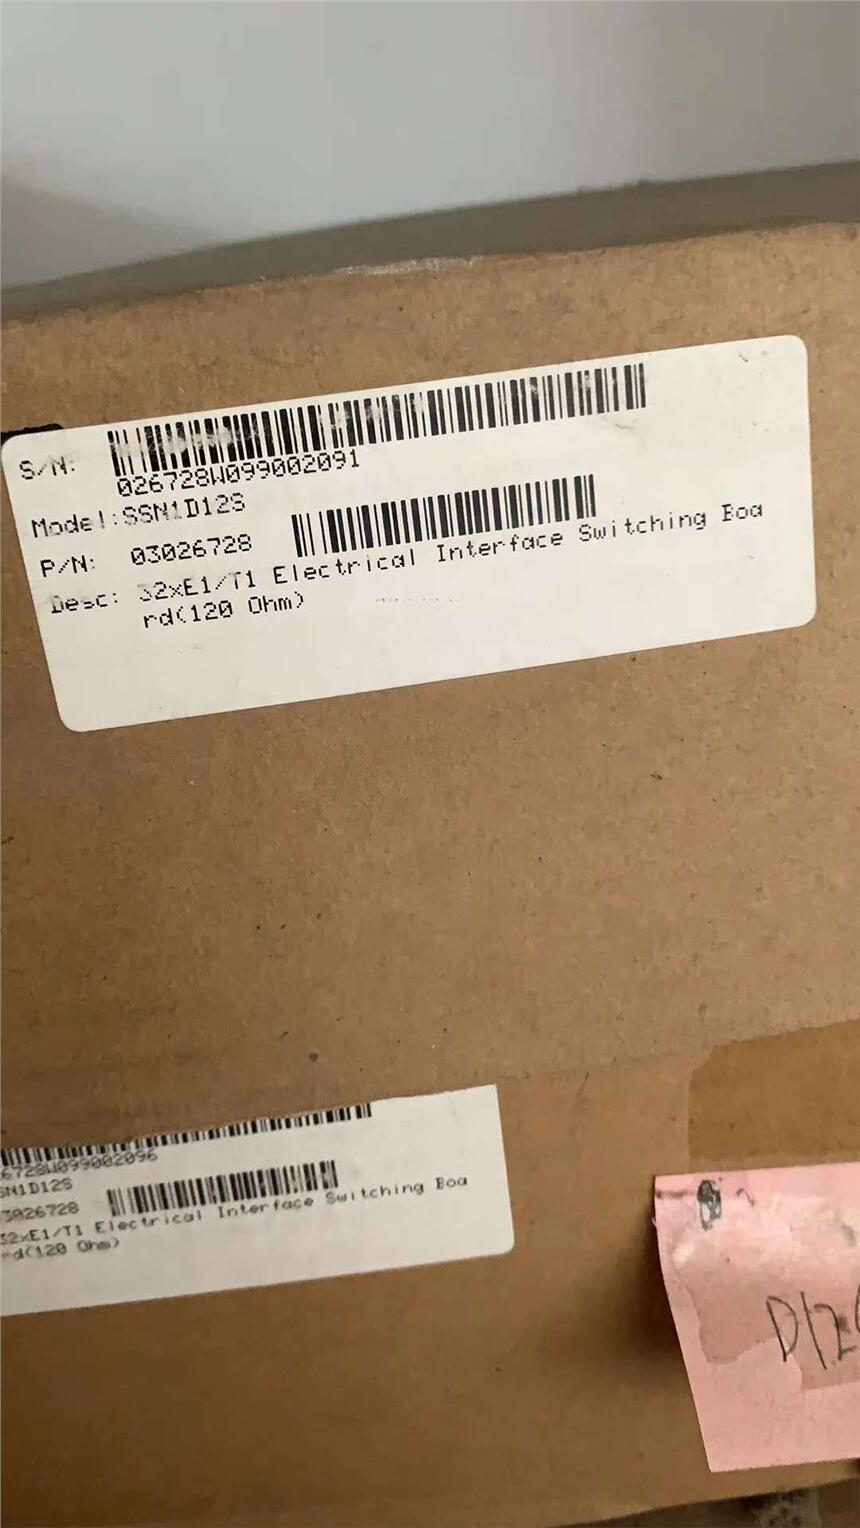 S/N:
026728W099002091
Model:SSN1D12S
P/N: 03026728
Desc: 32xE1/T1 Electrical Interface Switching Boa
rd(120 Ohm)
6728W099002096
SN1D12S
3026728
32xE1/T1 Electrical Interface Switching Boa
rd(120 Ohm)
D12